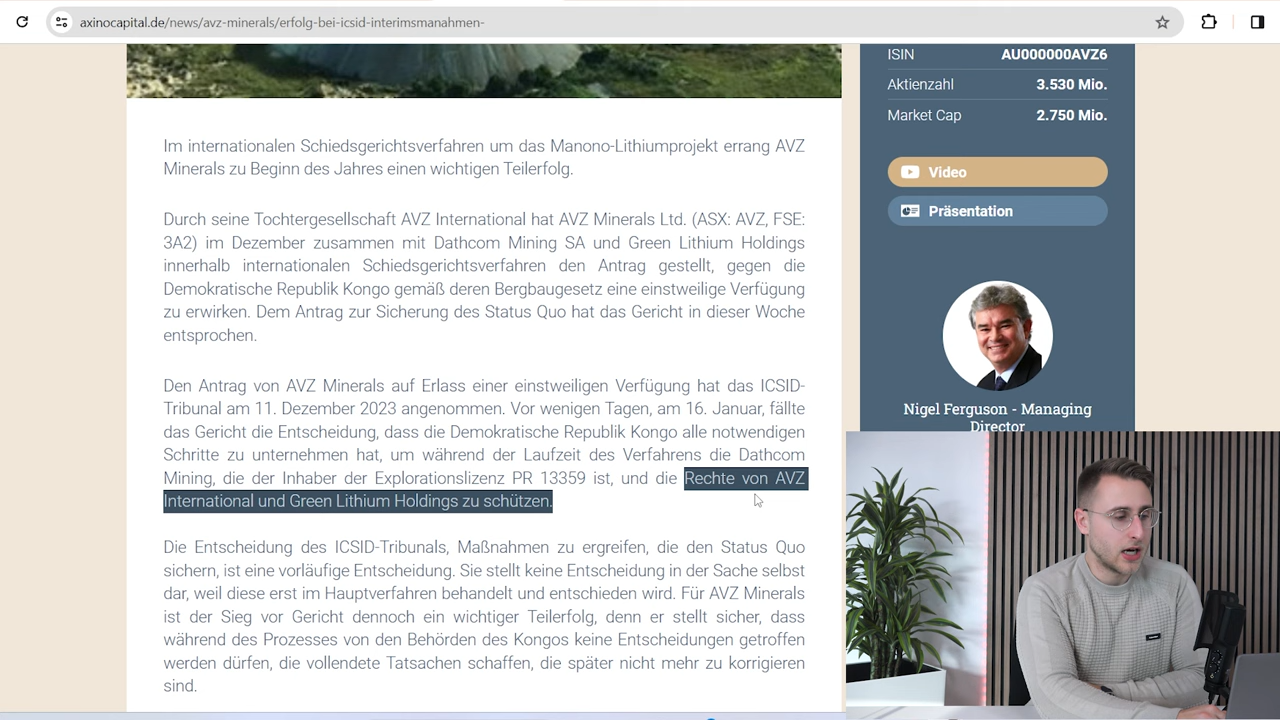 axinocapital.de/news/avz-minerals/erfolg-bei-icsid-interimsmanahmen-
Im internationalen Schiedsgerichtsverfahren um das Manono-Lithiumprojekt errang AVZ
Minerals zu Beginn des Jahres einen wichtigen Teilerfolg.
Durch seine Tochtergesellschaft AVZ International hat AVZ Minerals Ltd. (ASX: AVZ, FSE:
3A2) im Dezember zusammen mit Dathcom Mining SA und Green Lithium Holdings
innerhalb internationalen Schiedsgerichtsverfahren den Antrag gestellt, gegen die
Demokratische Republik Kongo gemäß deren Bergbaugesetz eine einstweilige Verfügung
zu erwirken. Dem Antrag zur Sicherung des Status Quo hat das Gericht in dieser Woche
entsprochen.
Den Antrag von AVZ Minerals auf Erlass einer einstweiligen Verfügung hat das ICSID-
Tribunal am 11. Dezember 2023 angenommen. Vor wenigen Tagen, am 16. Januar, fällte
das Gericht die Entscheidung, dass die Demokratische Republik Kongo alle notwendigen
Schritte zu unternehmen hat, um während der Laufzeit des Verfahrens die Dathcom
Mining, die der Inhaber der Explorationslizenz PR 13359 ist, und die Rechte von AVZ
International und Green Lithium Holdings zu schützen.
Die Entscheidung des ICSID-Tribunals, Maßnahmen zu ergreifen, die den Status Quo
sichern, ist eine vorläufige Entscheidung. Sie stellt keine Entscheidung in der Sache selbst
dar, weil diese erst im Hauptverfahren behandelt und entschieden wird. Für AVZ Minerals
ist der Sieg vor Gericht dennoch ein wichtiger Teilerfolg, denn er stellt sicher, dass
während des Prozesses von den Behörden des Kongos keine Entscheidungen getroffen
werden dürfen, die vollendete Tatsachen schaffen, die später nicht mehr zu korrigieren
sind.
ISIN AU000000AVZ6
Aktienzahl 3.530 Mio.
Market Cap 2.750 Mio.
Video
Präsentation
Nigel Ferguson - Managing
Director